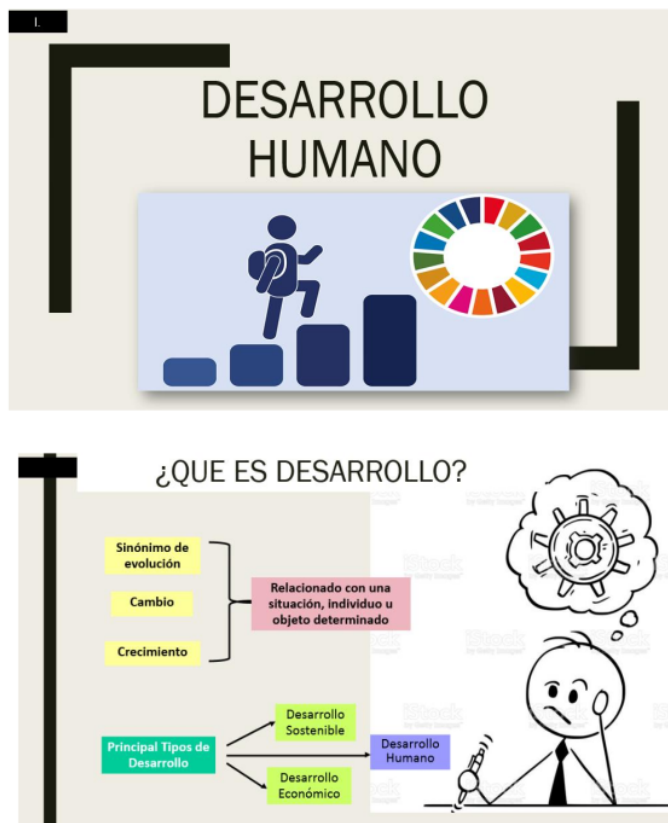 I.
DESARROLLO
HUMANO
¿QUE ES DESARROLLO?
Sinónimo de
evolución
Cambio
Crecimiento
Relacionado con una
situación, individuo u
objeto determinado
Principal Tipos de
Desarrollo
Desarrollo
Sostenible
Desarrollo
Humano
Desarrollo
Económico
iStock